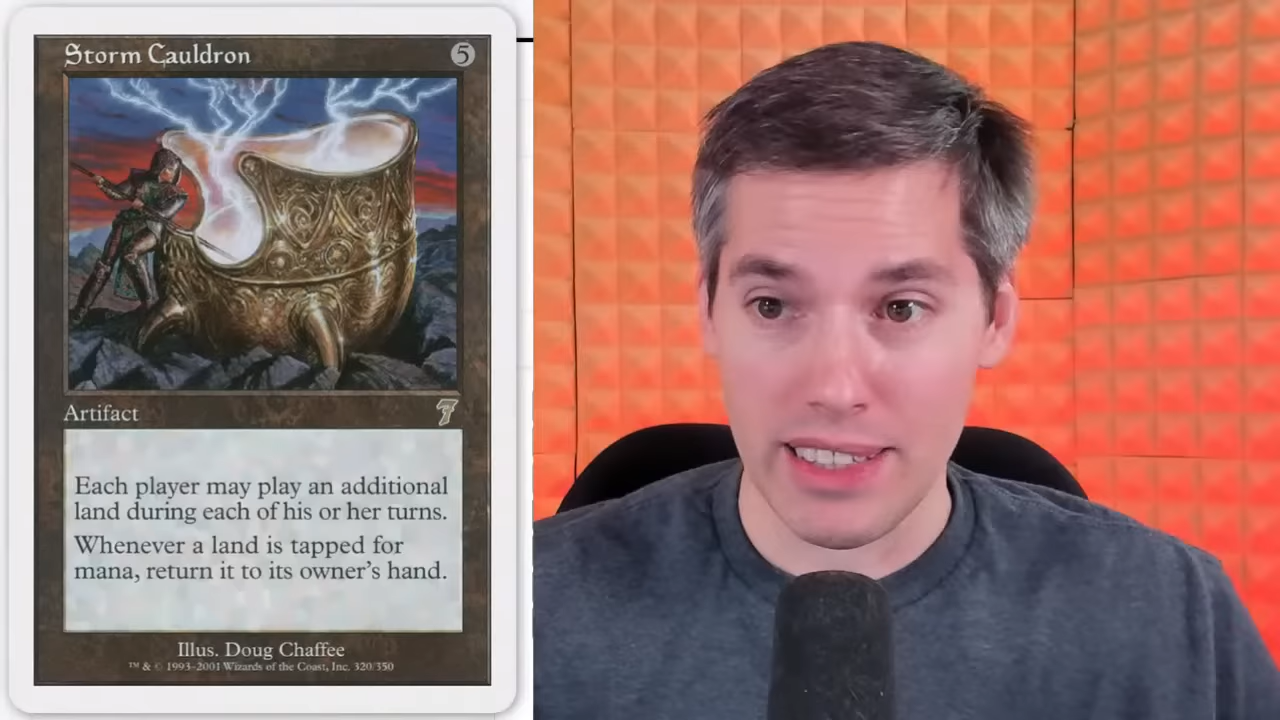 Storm Cauldron
5
Artifact
7
Each player may play an additional
land during each of his or her turns.
Whenever a land is tapped for
mana, return it to its owner's hand.
Illus. Doug Chaffee
™ & © 1993-2001 Wizards of the Coast, Inc. 320/350